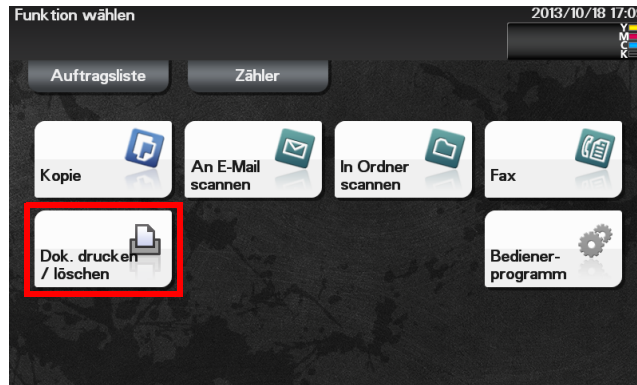 Funktion wählen
2013/10/18 17:0
Y
M
C
K
Auftragsliste
Zähler
Kopie
An E-Mail
scannen
In Ordner
scannen
Fax
Dok. drucken
/ löschen
Bediener-
programm